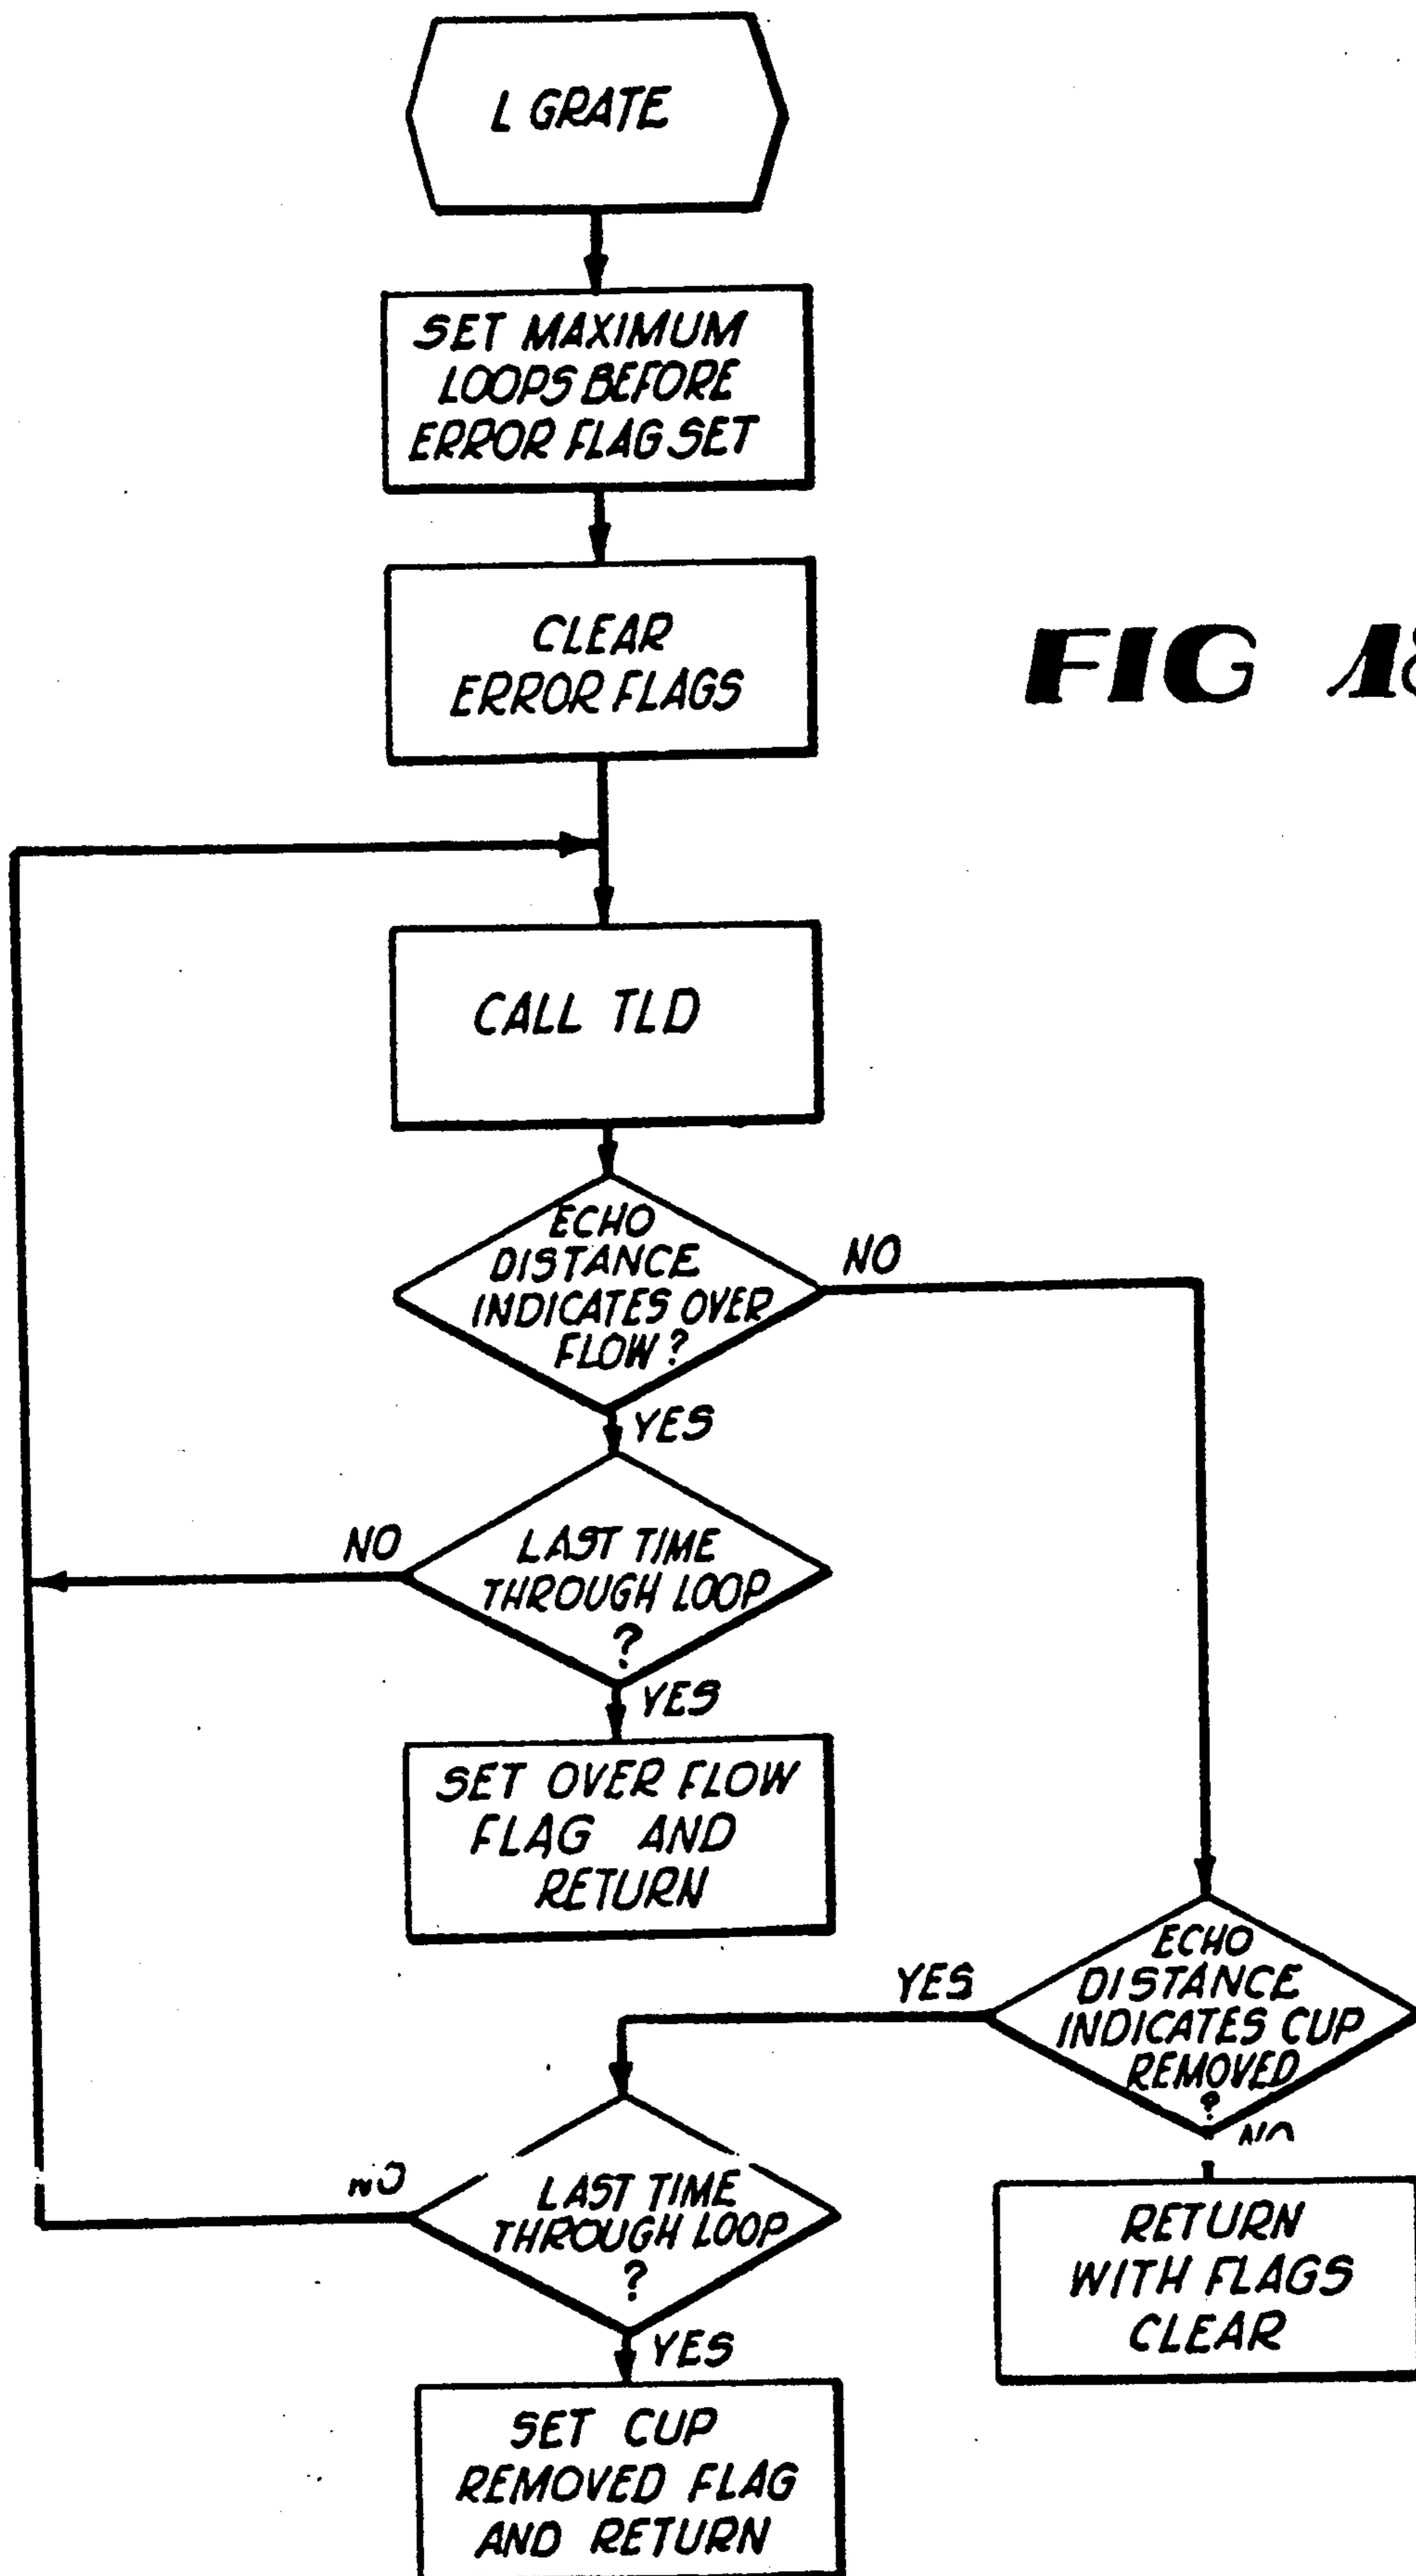 L GRATE
SET MAXIMUM
LOOPS BEFORE
ERROR FLAG SET
CLEAR
ERROR FLAGS
FIG
CALL TLD
ECHO
DISTANCE
INDICATES OVER
FLOW?
NO
YES
LAST TIME
THROUGH LOOP
?
NO
YES
SET OVER FLOW
FLAG AND
RETURN
ECHO
DISTANCE
INDICATES CUP
REMOVED
?
YES
NO
LAST TIME
THROUGH LOOP
?
NO
YES
RETURN
WITH FLAGS
CLEAR
SET CUP
REMOVED FLAG
AND RETURN